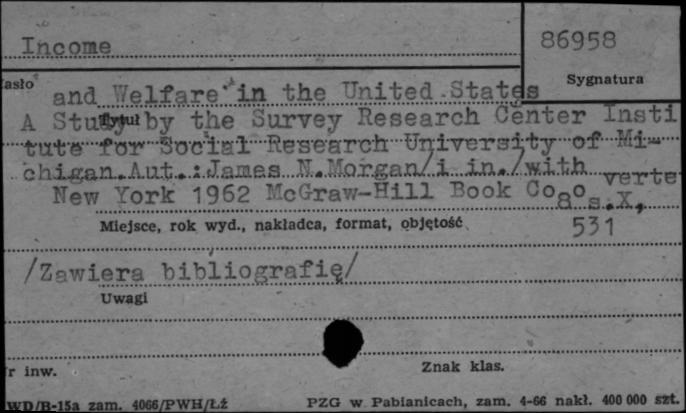 Income
86958
asło
Sygnatura
and Welfare in the United States
Tytuł
A Study by the Survey Research Center Insti
tute for Social Research University of Mi-
chigan.Aut.:James N.Morgan/i in./with
verte
New York 1962 McGraw-Hill Book Co
8° s.X,
Miejsce, rok wyd., nakładca, format, objętość
531
/Zawiera bibliografię/
Uwagi
r inw.
Znak klas.
WD/B-15a zam. 4066/PWH/Łż
PZG w Pabianicach, zam. 4-66 nakł. 400 000 szt.